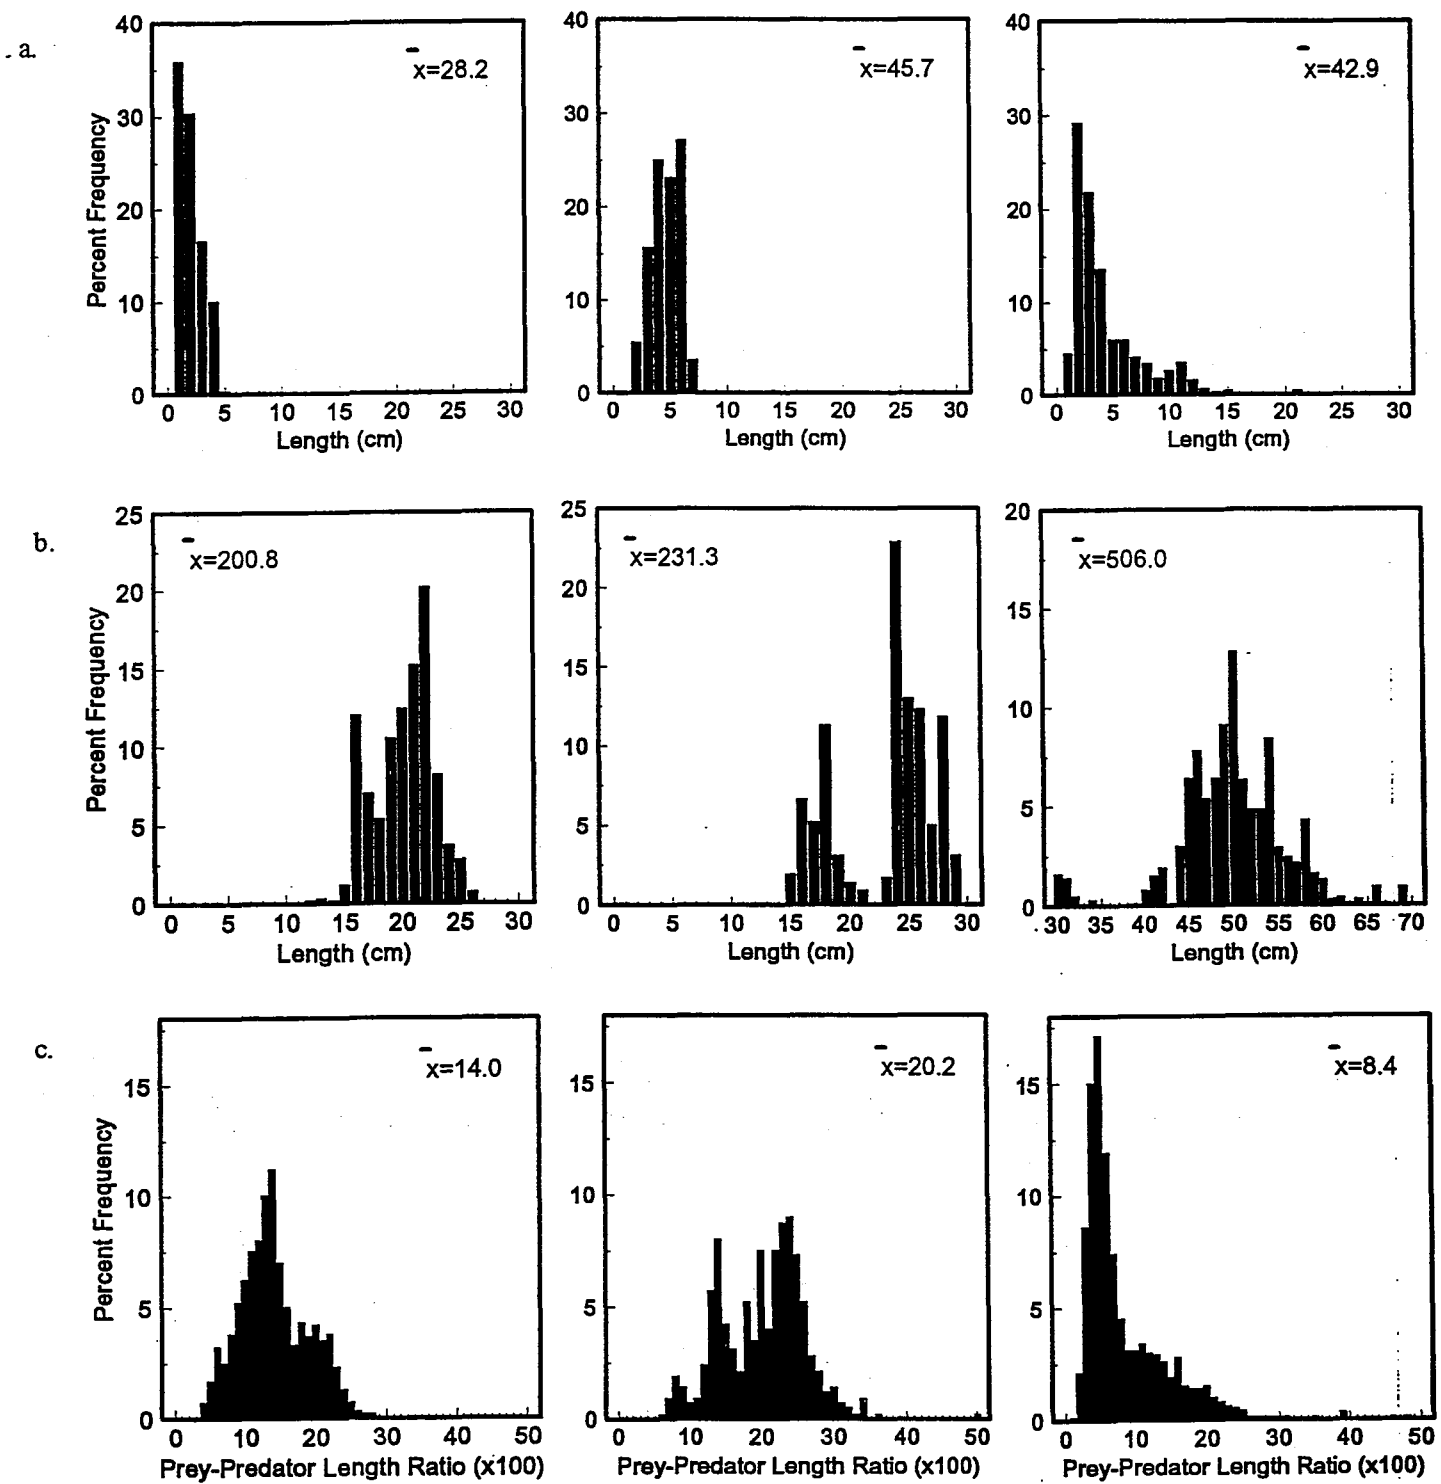 a.
x̄=28.2
x̄=45.7
x̄=42.9
40
30
20
10
0
Percent Frequency
0 5 10 15 20 25 30
Length (cm)
40
30
20
10
0
0 5 10 15 20 25 30
Length (cm)
40
30
20
10
0
0 5 10 15 20 25 30
Length (cm)
b.
x̄=200.8
x̄=231.3
x̄=506.0
25
20
15
10
5
0
Percent Frequency
0 5 10 15 20 25 30
Length (cm)
25
20
15
10
5
0
0 5 10 15 20 25 30
Length (cm)
20
15
10
5
0
30 35 40 45 50 55 60 65 70
Length (cm)
c.
x̄=14.0
x̄=20.2
x̄=8.4
15
10
5
0
Percent Frequency
0 10 20 30 40 50
Prey-Predator Length Ratio (x100)
15
10
5
0
0 10 20 30 40 50
Prey-Predator Length Ratio (x100)
15
10
5
0
0 10 20 30 40 50
Prey-Predator Length Ratio (x100)